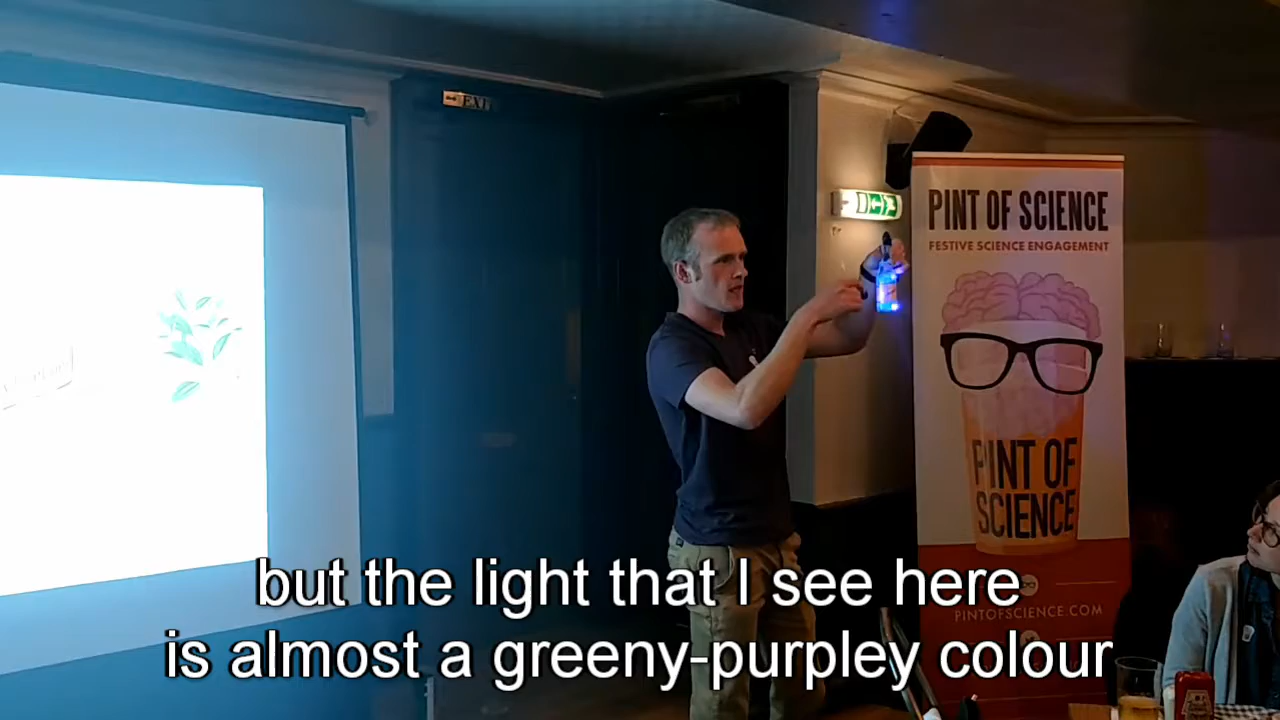 EXIT
PINT OF SCIENCE
FESTIVE SCIENCE ENGAGEMENT
PINT OF
SCIENCE
PINTOFSCIENCE.COM
but the light that I see here
is almost a greeny-purpley colour